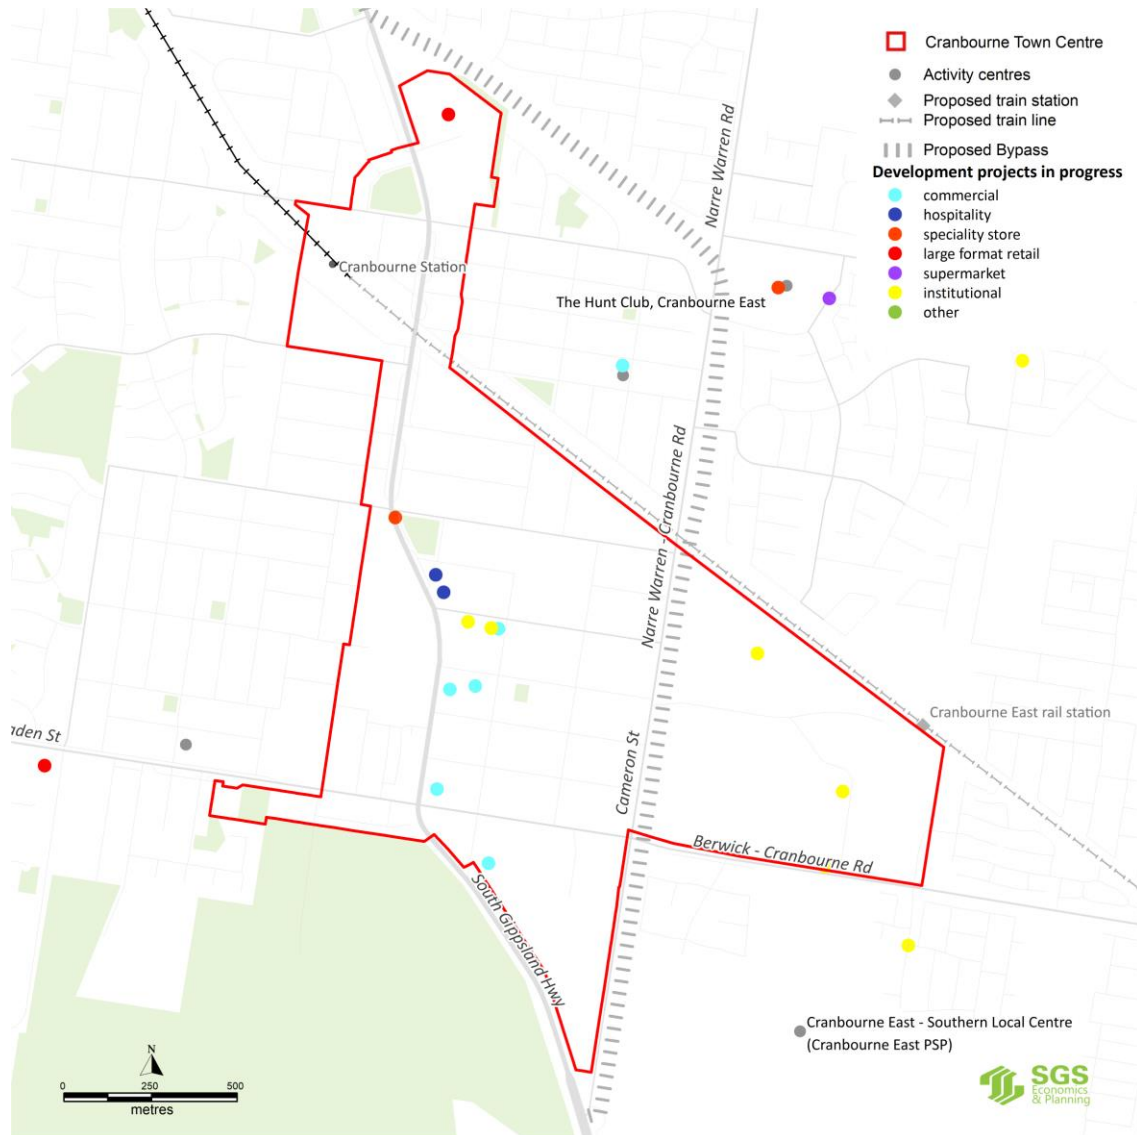 Cranbourne Town Centre
Activity centres
Proposed train station
Proposed train line
Proposed Bypass
Development projects in progress
commercial
hospitality
speciality store
large format retail
supermarket
institutional
other
Narre Warren Rd
Cranbourne Station
The Hunt Club, Cranbourne East
Narre Warren - Cranbourne Rd
Cranbourne East rail station
aden St
Cameron St
Berwick - Cranbourne Rd
South Gippsland Hwy
Cranbourne East - Southern Local Centre
(Cranbourne East PSP)
N
0 250 500
metres
SGS
Economics
& Planning